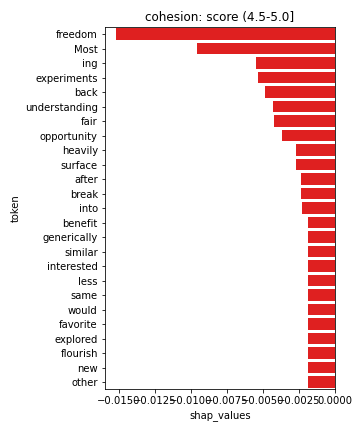 cohesion: score (4.5-5.0]
freedom
Most
ing
experiments
back
understanding
fair
opportunity
heavily
surface
after
break
into
benefit
generically
similar
interested
less
same
would
favorite
explored
flourish
new
other
token
−0.0150 −0.0125 −0.0100 −0.0075 −0.0050 −0.0025 0.0000
shap_values